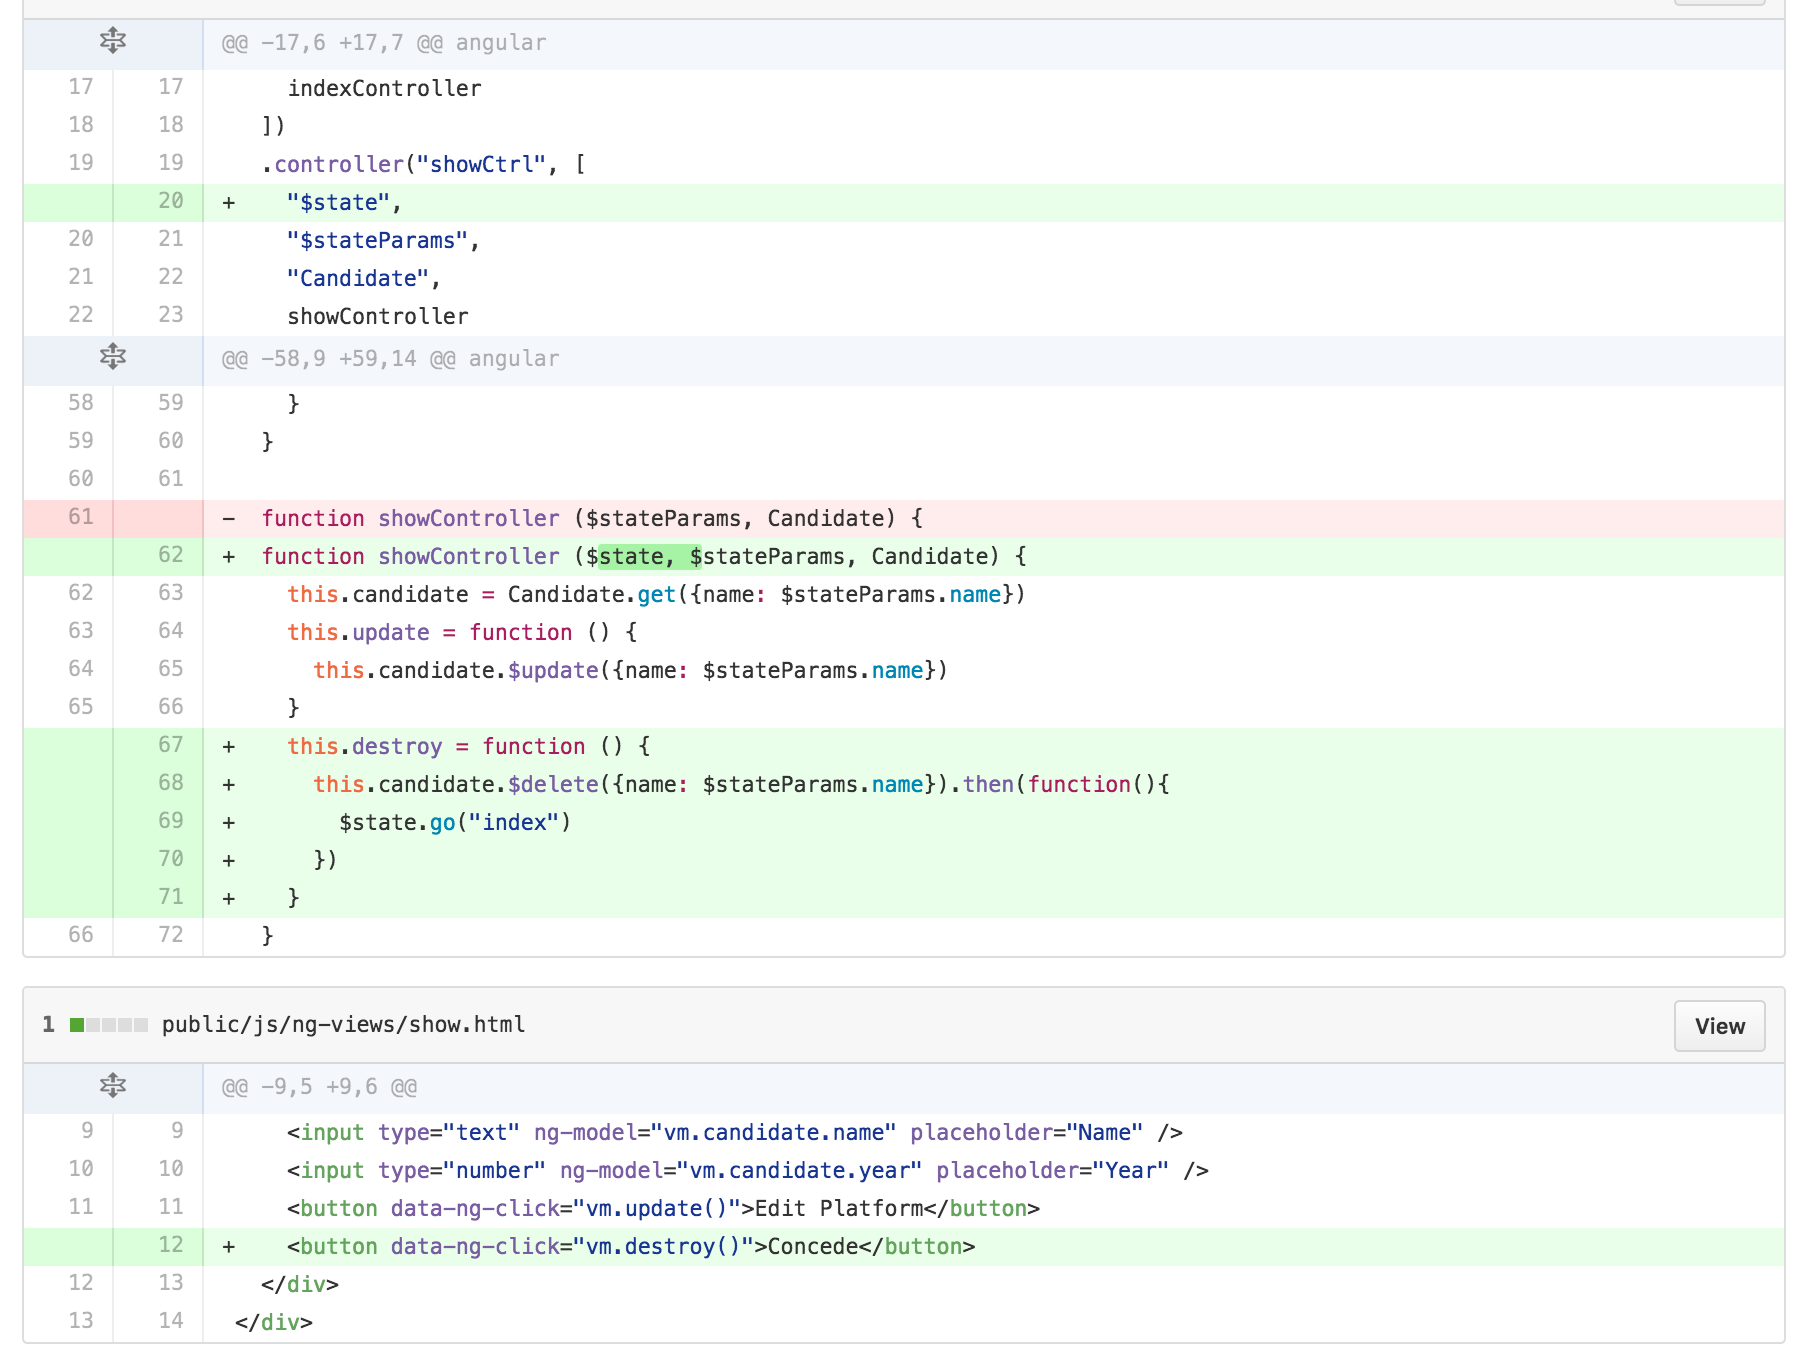 @@ -17,6 +17,7 @@ angular
17 17 indexController
18 18 ])
19 19 .controller("showCtrl", [
20 + "$state",
20 21 "$stateParams",
21 22 "Candidate",
22 23 showController
@@ -58,9 +59,14 @@ angular
58 59 }
59 60 }
60 61
61 - function showController ($stateParams, Candidate) {
62 + function showController ($state, $stateParams, Candidate) {
62 63 this.candidate = Candidate.get({name: $stateParams.name})
63 64 this.update = function () {
64 65 this.candidate.$update({name: $stateParams.name})
65 66 }
67 + this.destroy = function () {
68 + this.candidate.$delete({name: $stateParams.name}).then(function(){
69 + $state.go("index")
70 + })
71 + }
66 72 }
1 public/js/ng-views/show.html View
@@ -9,5 +9,6 @@
9 9 <input type="text" ng-model="vm.candidate.name" placeholder="Name" />
10 10 <input type="number" ng-model="vm.candidate.year" placeholder="Year" />
11 11 <button data-ng-click="vm.update()">Edit Platform</button>
12 + <button data-ng-click="vm.destroy()">Concede</button>
12 13 </div>
13 14 </div>